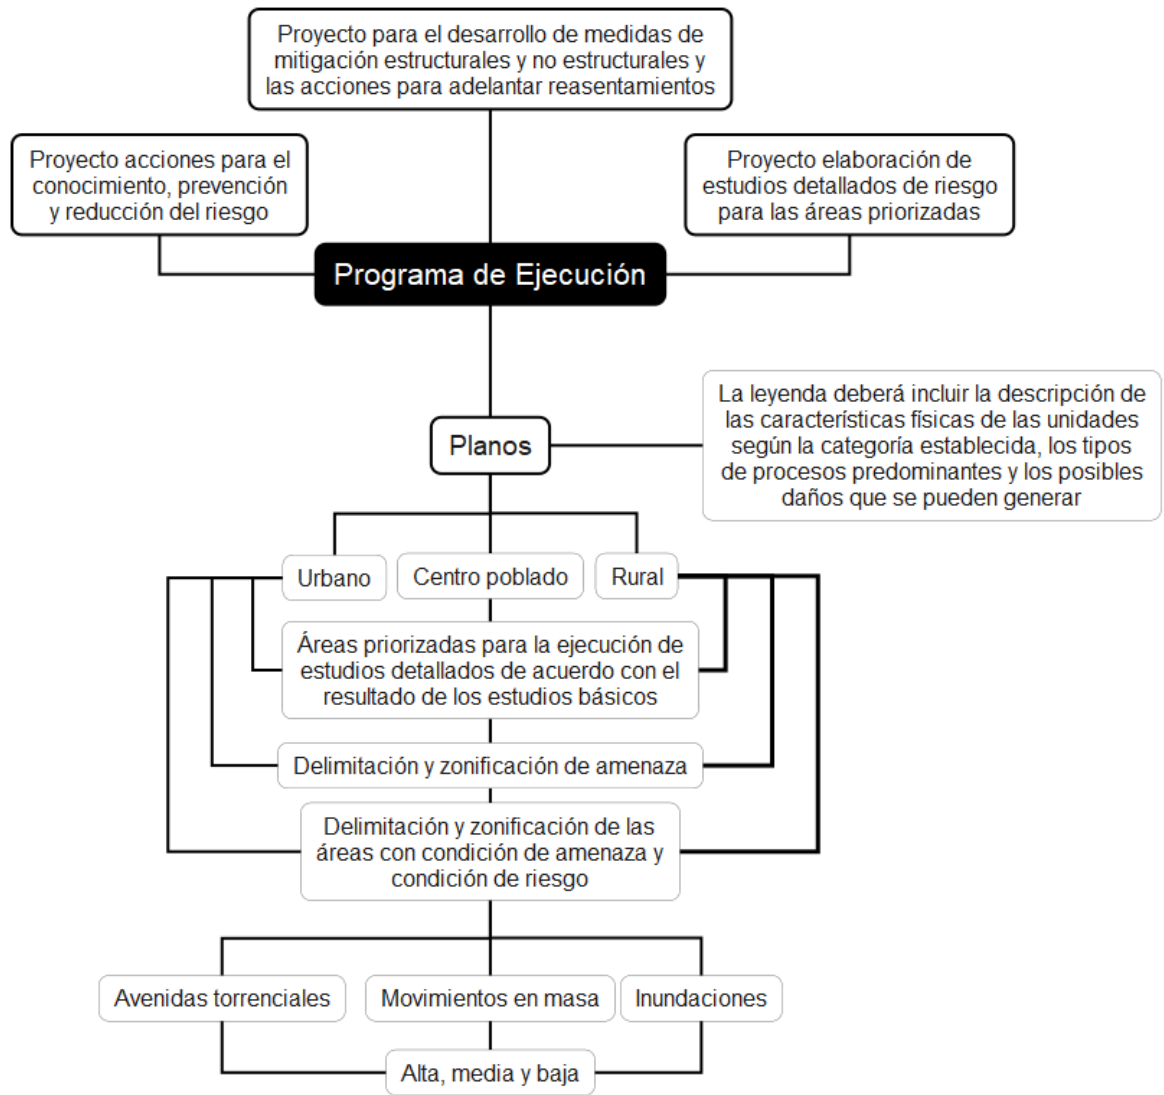 Proyecto para el desarrollo de medidas de
mitigación estructurales y no estructurales y
las acciones para adelantar reasentamientos
Proyecto acciones para el
conocimiento, prevención
y reducción del riesgo
Proyecto elaboración de
estudios detallados de riesgo
para las áreas priorizadas
Programa de Ejecución
La leyenda deberá incluir la descripción de
las características físicas de las unidades
según la categoría establecida, los tipos
de procesos predominantes y los posibles
daños que se pueden generar
Planos
Urbano
Centro poblado
Rural
Áreas priorizadas para la ejecución de
estudios detallados de acuerdo con el
resultado de los estudios básicos
Delimitación y zonificación de amenaza
Delimitación y zonificación de las
áreas con condición de amenaza y
condición de riesgo
Avenidas torrenciales
Movimientos en masa
Inundaciones
Alta, media y baja